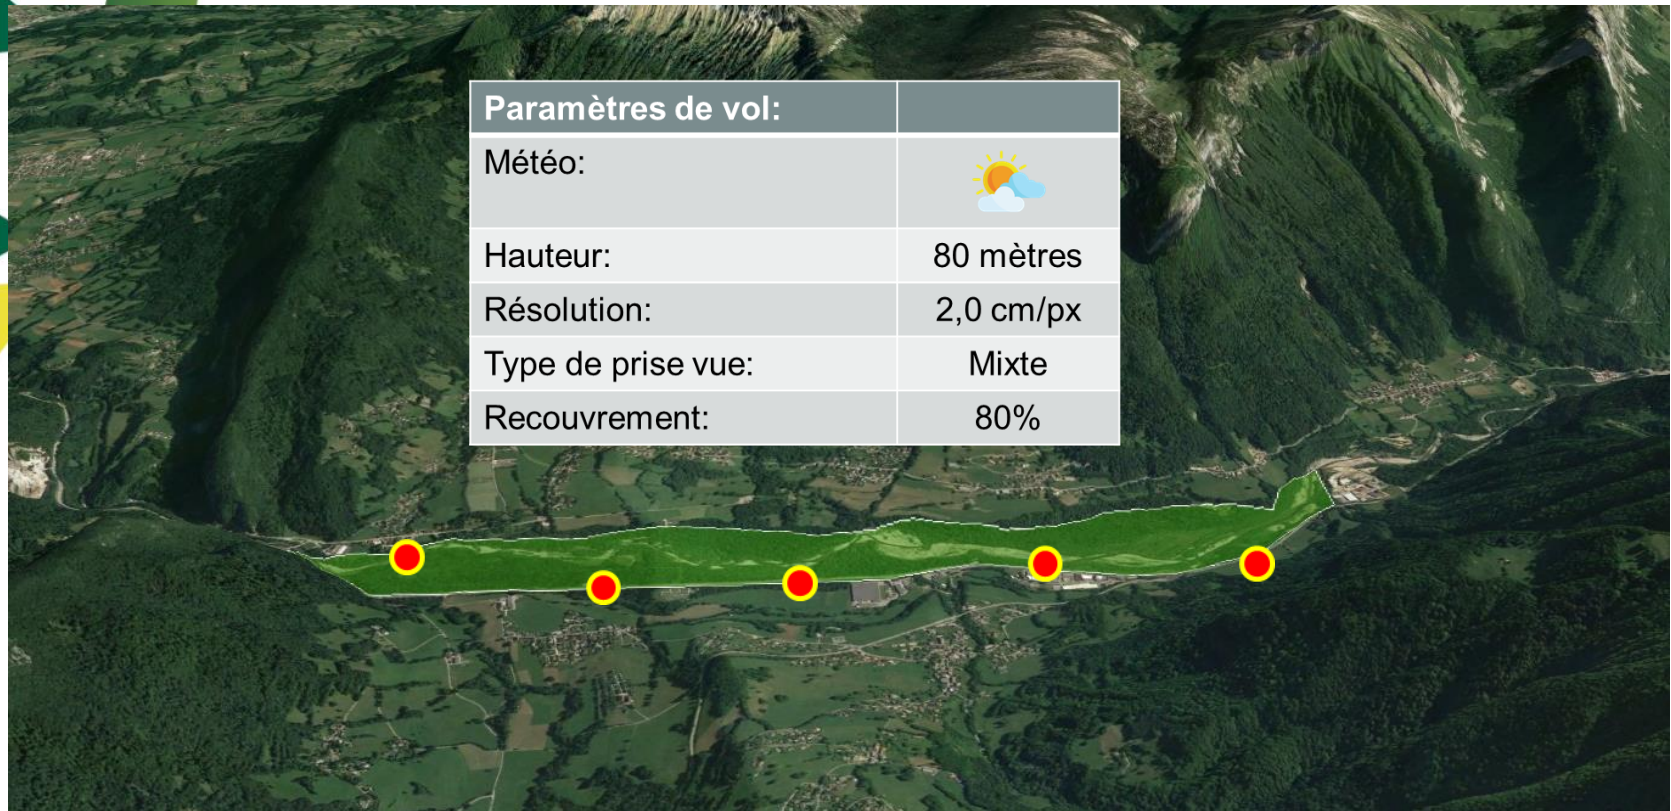 Paramètres de vol:
Météo:
Hauteur: 80 mètres
Résolution: 2,0 cm/px
Type de prise vue: Mixte
Recouvrement: 80%